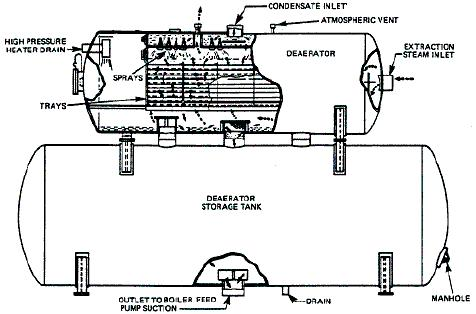 CONDENSATE INLET
ATMOSPHERIC VENT
HIGH PRESSURE
HEATER DRAIN
DEAERATOR
EXTRACTION
STEAM INLET
SPRAYS
TRAYS
DEAERATOR
STORAGE TANK
MANHOLE
OUTLET TO BOILER FEED
PUMP SUCTION
DRAIN